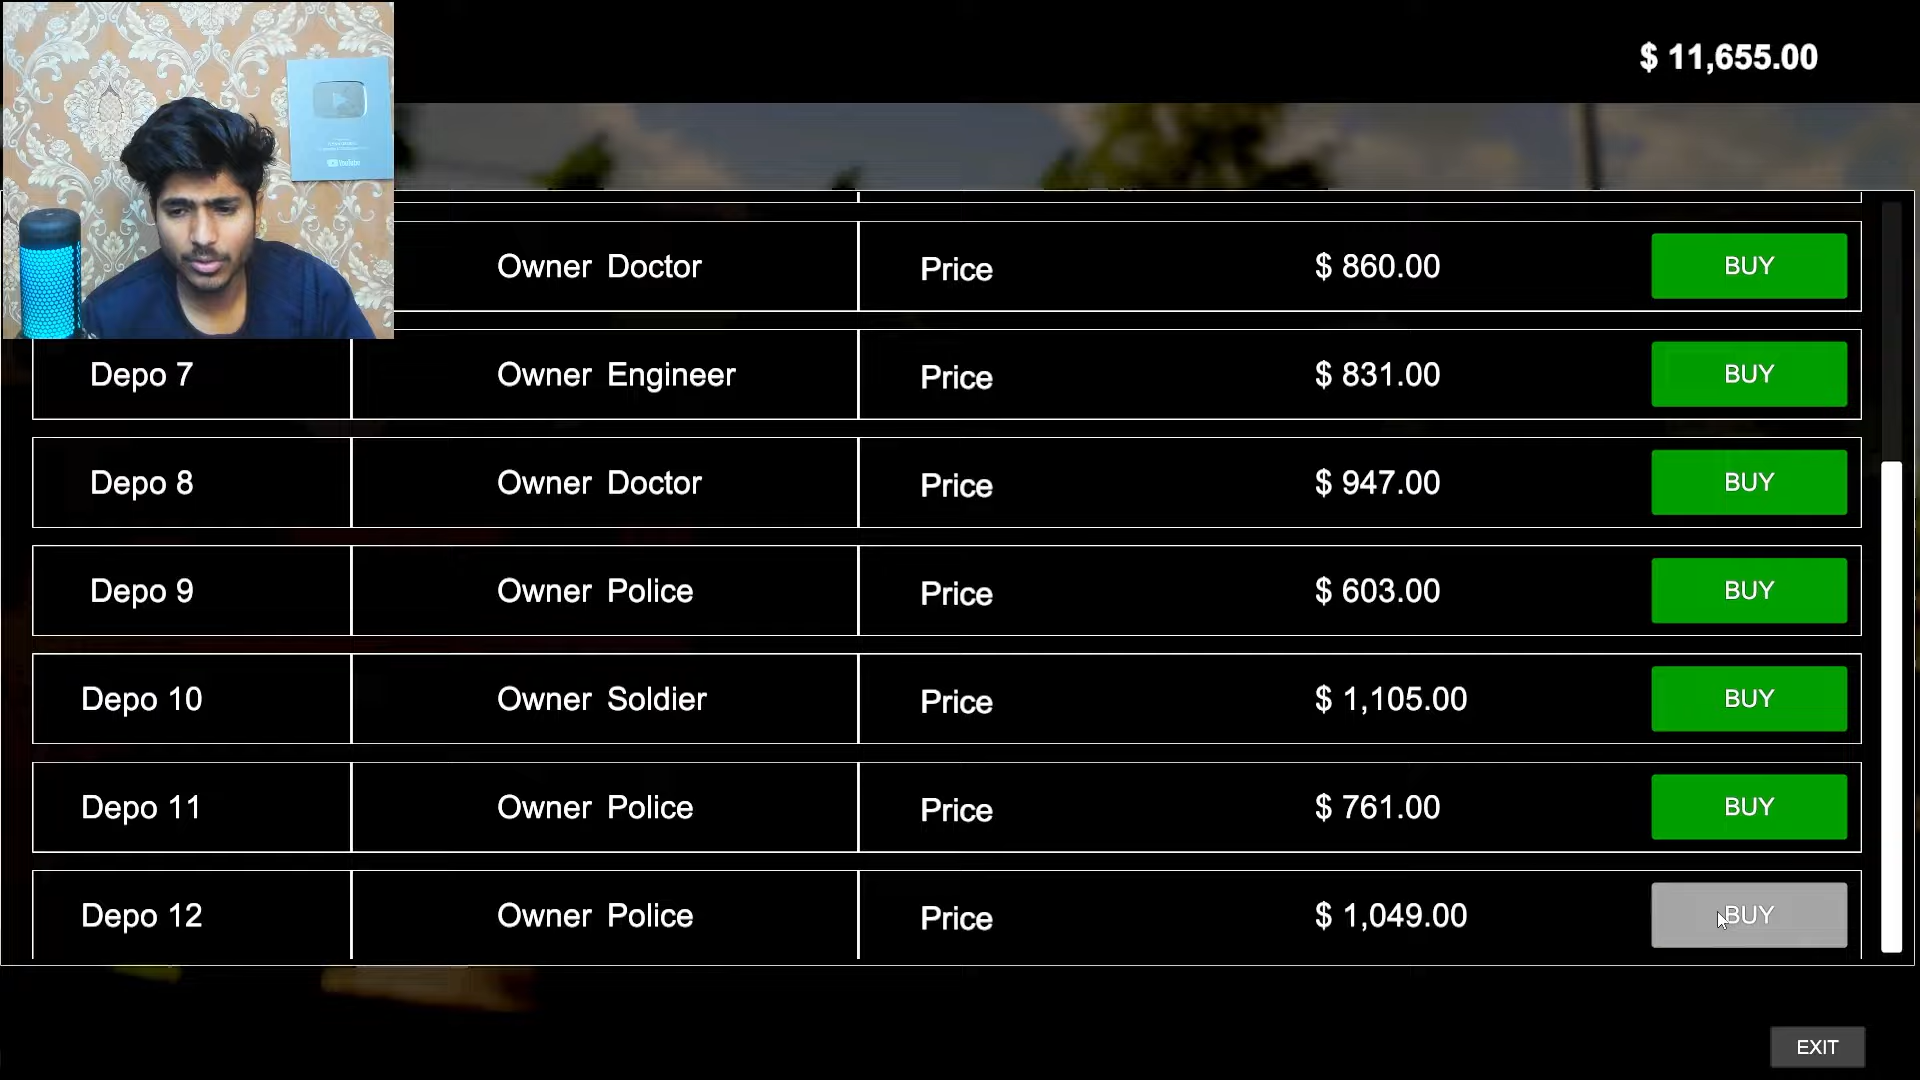 $ 11,655.00
YouTube
Owner Doctor Price $ 860.00 BUY
Depo 7 Owner Engineer Price $ 831.00 BUY
Depo 8 Owner Doctor Price $ 947.00 BUY
Depo 9 Owner Police Price $ 603.00 BUY
Depo 10 Owner Soldier Price $ 1,105.00 BUY
Depo 11 Owner Police Price $ 761.00 BUY
Depo 12 Owner Police Price $ 1,049.00 BUY
EXIT